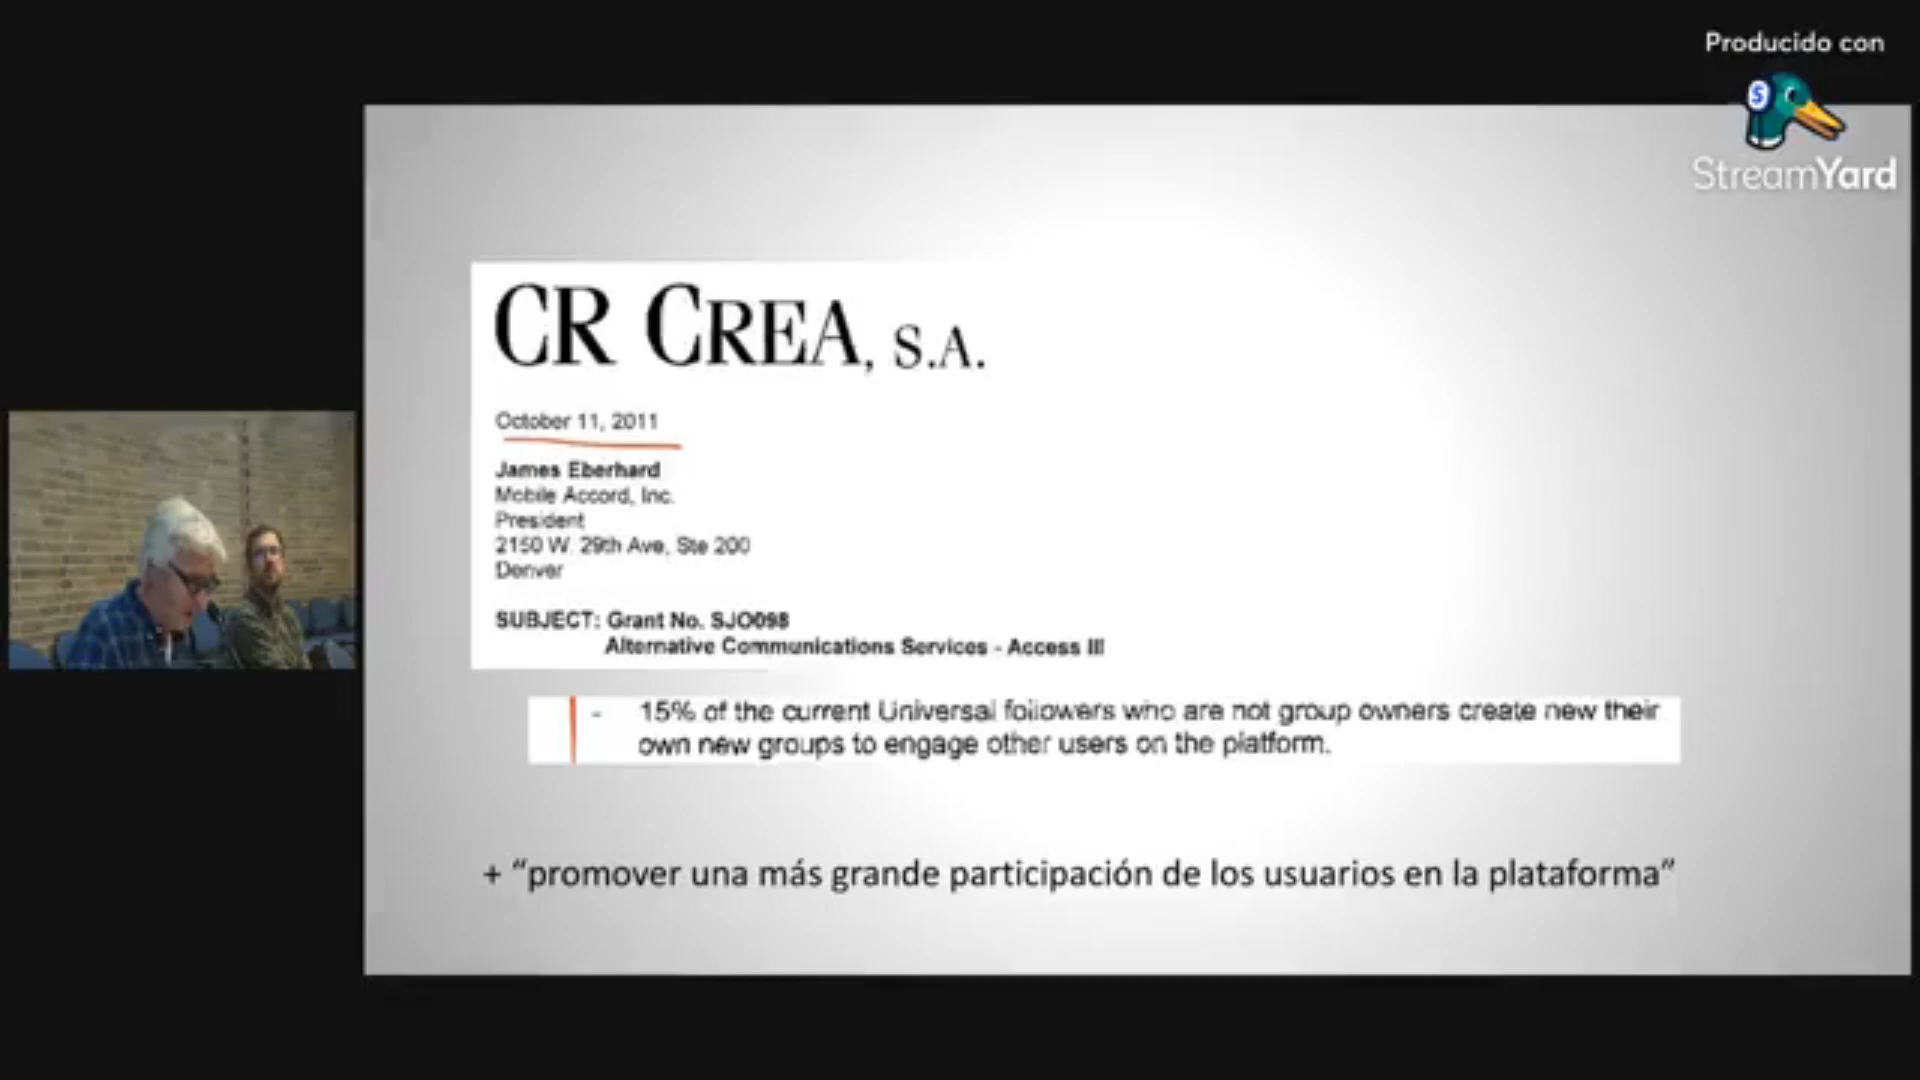 Producido con
StreamYard
CR CREA, S.A.
October 11, 2011
James Eberhard
Mobile Accord, Inc.
President
2150 W. 29th Ave, Ste 200
Denver
SUBJECT: Grant No. SJO098
Alternative Communications Services - Access III
- 15% of the current Universal followers who are not group owners create new their
own new groups to engage other users on the platform.
+ “promover una más grande participación de los usuarios en la plataforma”